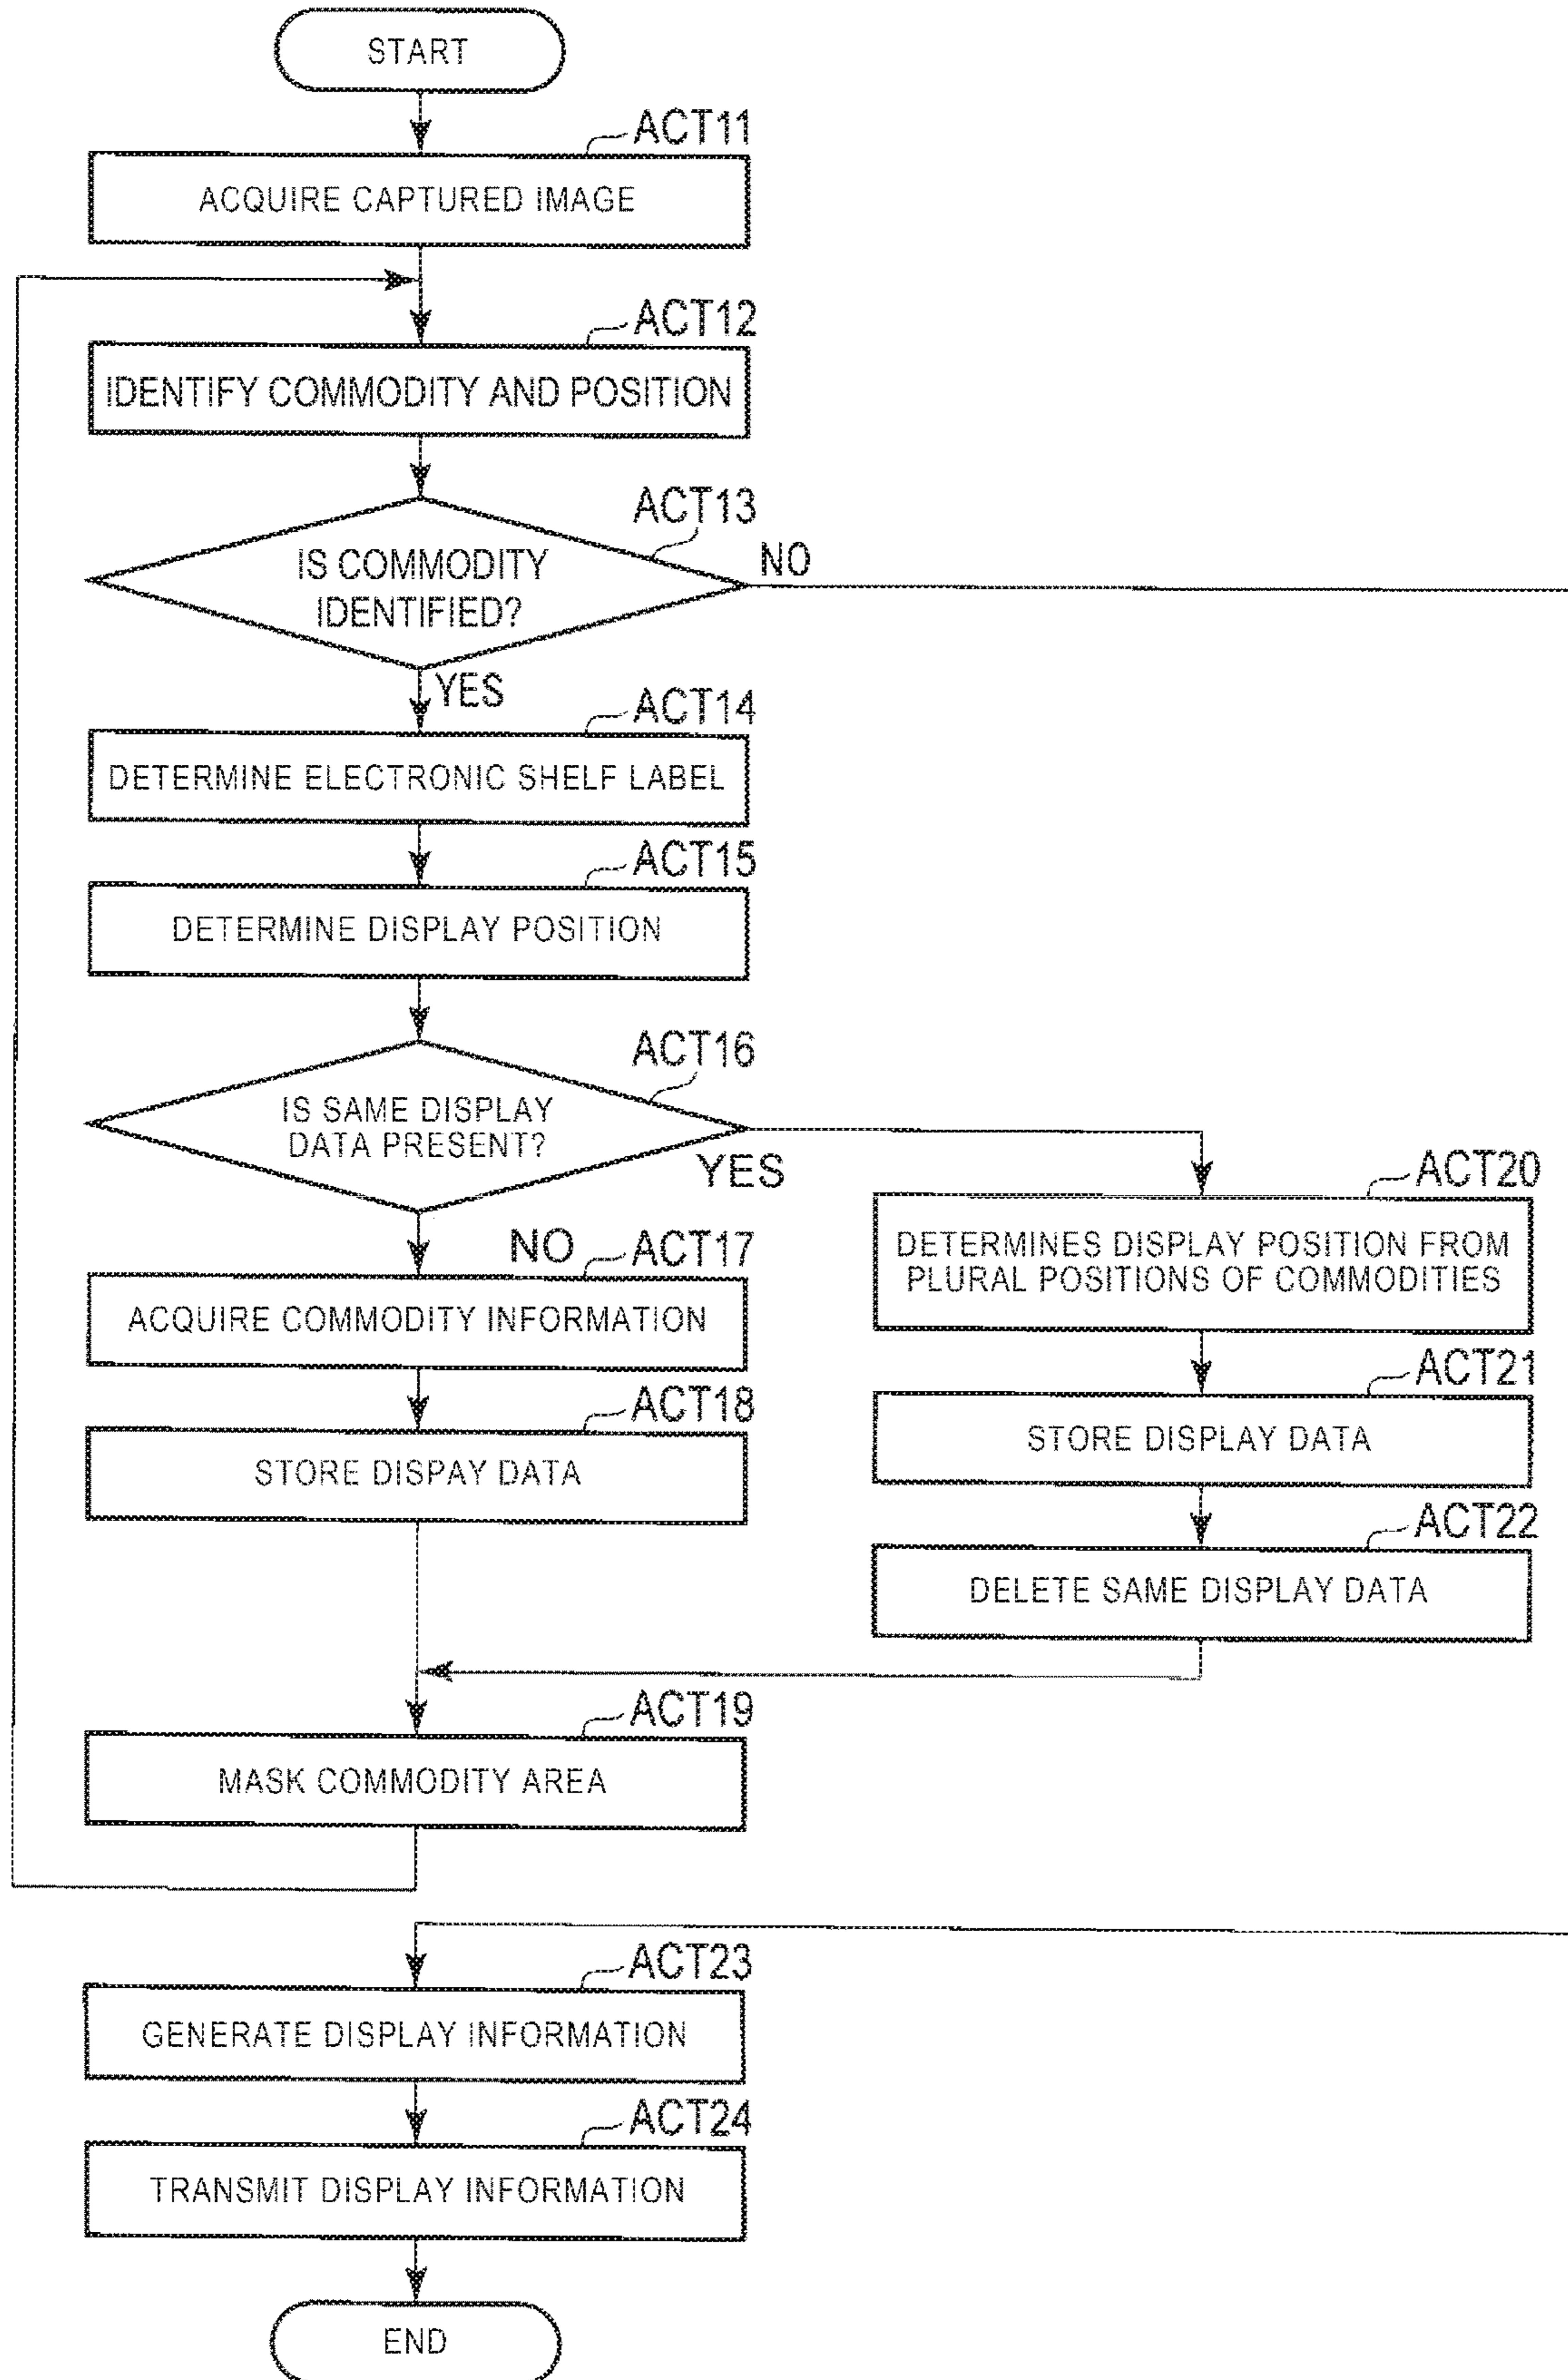 START
ACT11
ACQUIRE CAPTURED IMAGE
ACT12
IDENTIFY COMMODITY AND POSITION
ACT13
IS COMMODITY
IDENTIFIED?
NO
YES
ACT14
DETERMINE ELECTRONIC SHELF LABEL
ACT15
DETERMINE DISPLAY POSITION
ACT16
IS SAME DISPLAY
DATA PRESENT?
YES
NO
ACT17
ACQUIRE COMMODITY INFORMATION
ACT18
STORE DISPAY DATA
ACT20
DETERMINES DISPLAY POSITION FROM
PLURAL POSITIONS OF COMMODITIES
ACT21
STORE DISPLAY DATA
ACT22
DELETE SAME DISPLAY DATA
ACT19
MASK COMMODITY AREA
ACT23
GENERATE DISPLAY INFORMATION
ACT24
TRANSMIT DISPLAY INFORMATION
END